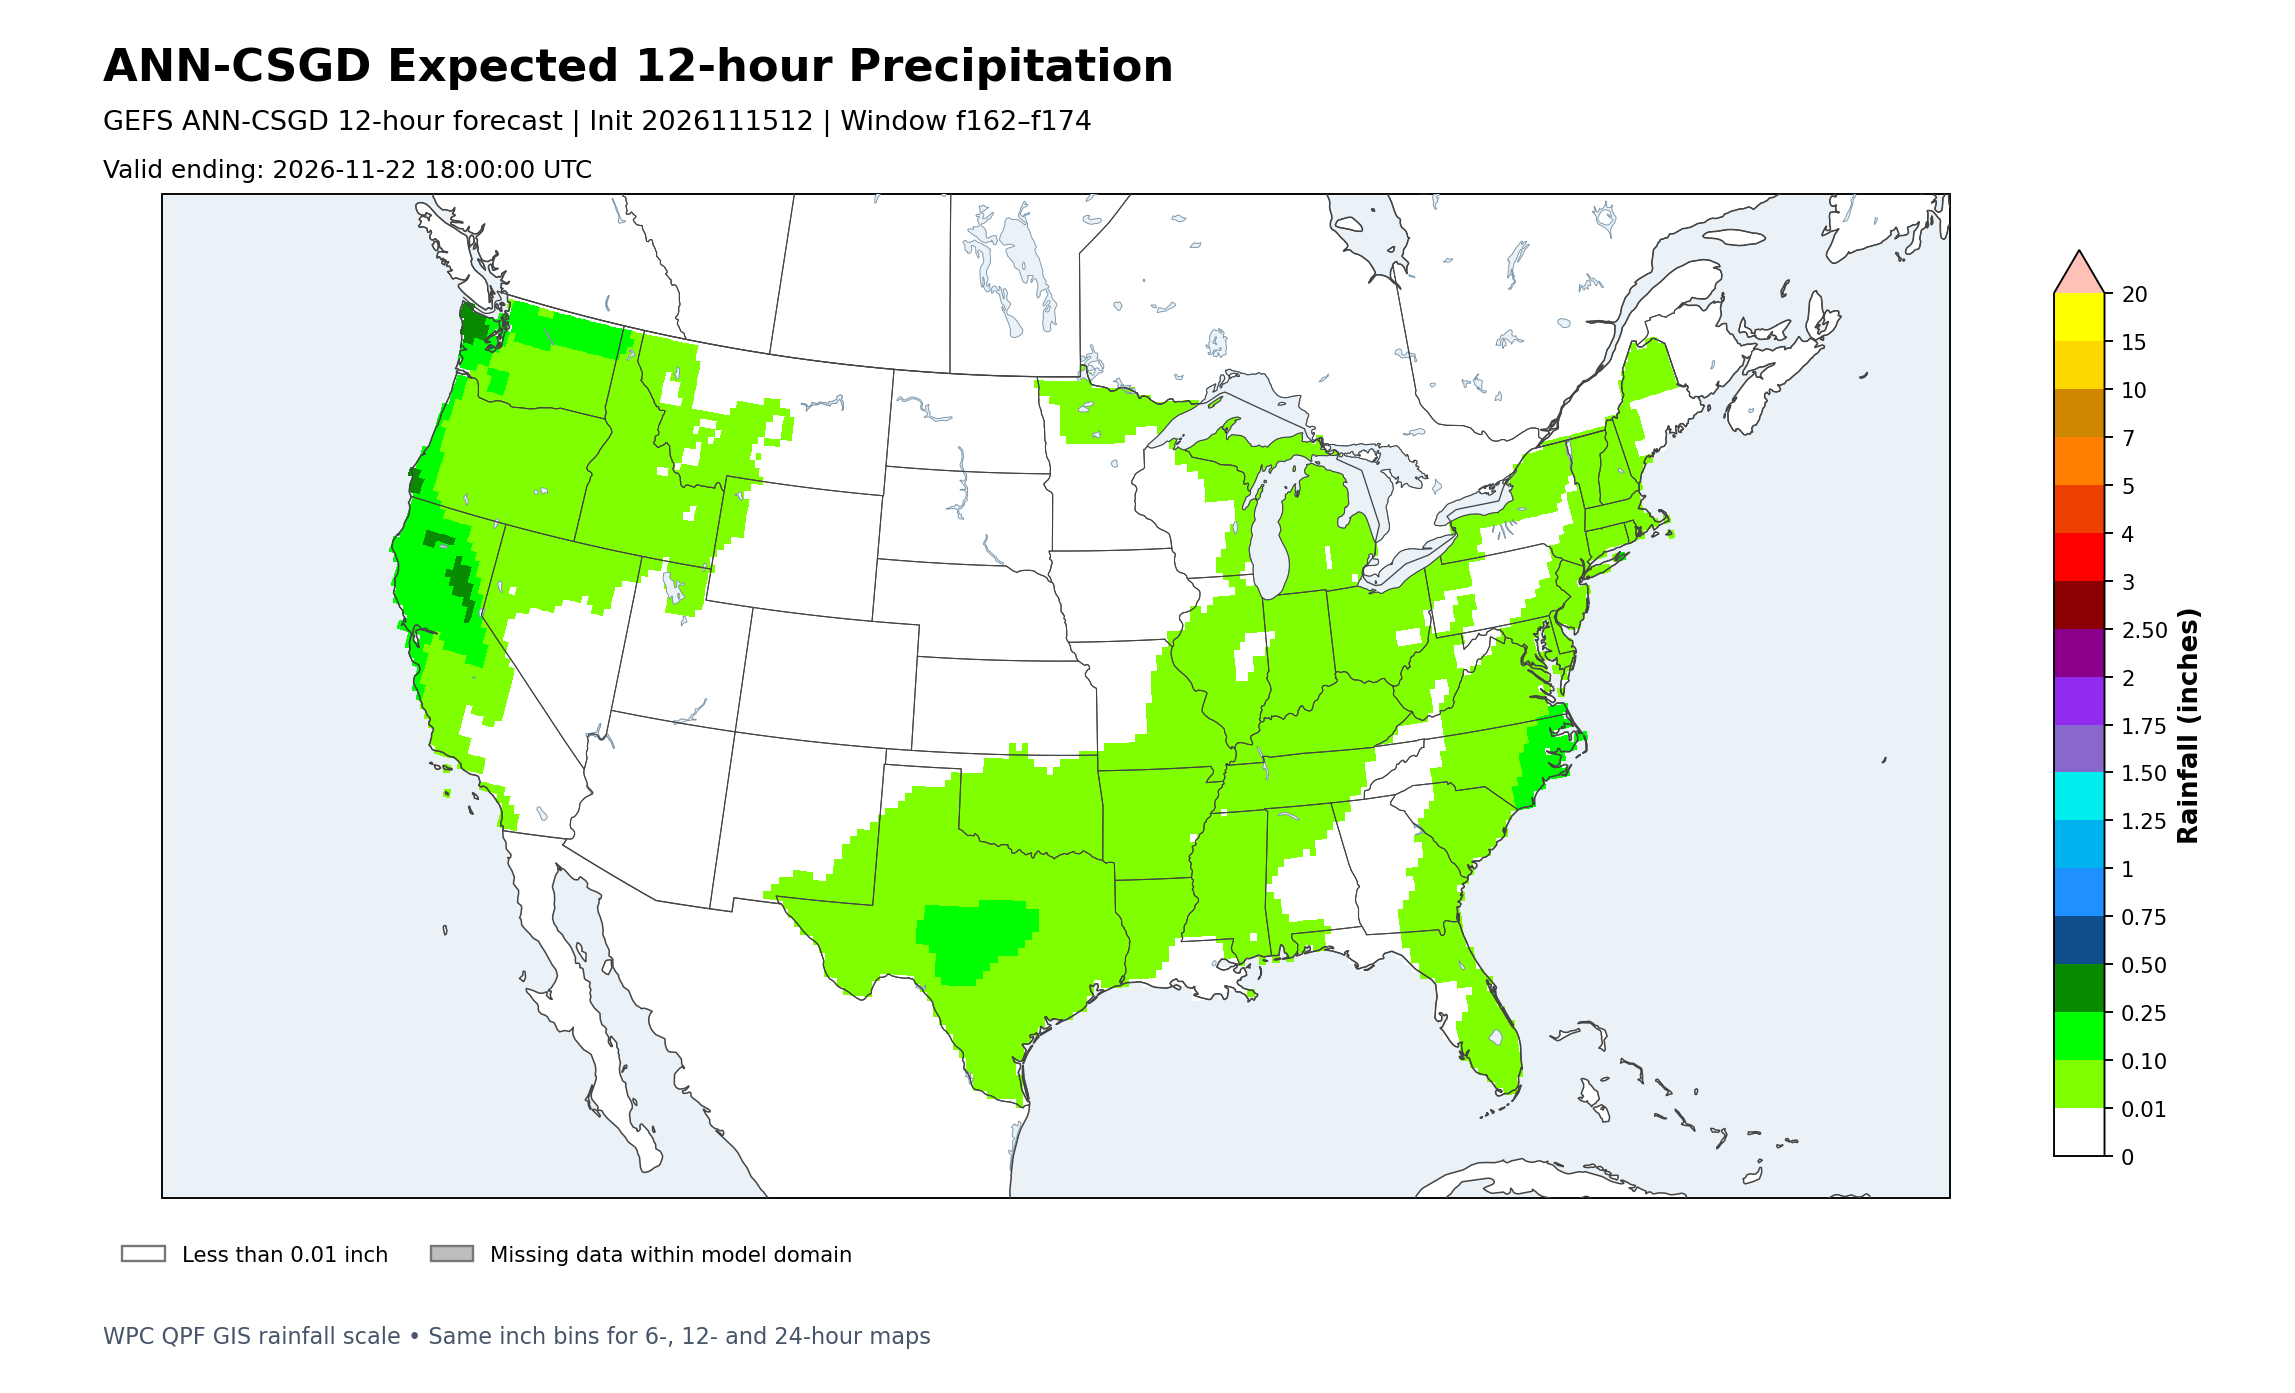 ANN-CSGD Expected 12-hour Precipitation
GEFS ANN-CSGD 12-hour forecast | Init 2026111512 | Window f162–f174
Valid ending: 2026-11-22 18:00:00 UTC
20
15
10
7
5
4
3
2.50
2
1.75
1.50
1.25
1
0.75
0.50
0.25
0.10
0.01
0
Rainfall (inches)
Less than 0.01 inch
Missing data within model domain
WPC QPF GIS rainfall scale • Same inch bins for 6-, 12- and 24-hour maps